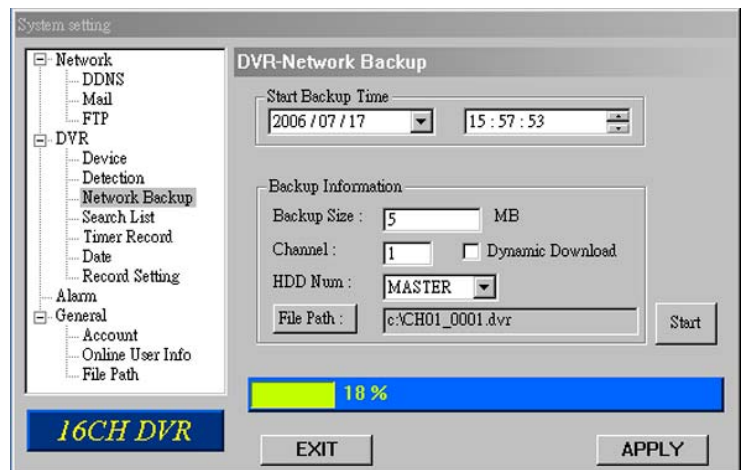 System setting
Network
DDNS
Mail
FTP
DVR
Device
Detection
Network Backup
Search List
Timer Record
Date
Record Setting
Alarm
General
Account
Online User Info
File Path
16CH DVR
DVR-Network Backup
Start Backup Time
2006 / 07 / 17 15 : 57 : 53
Backup Information
Backup Size : 5 MB
Channel : 1 Dynamic Download
HDD Num : MASTER
File Path : c:\CH01_0001.dvr
Start
18 %
EXIT APPLY